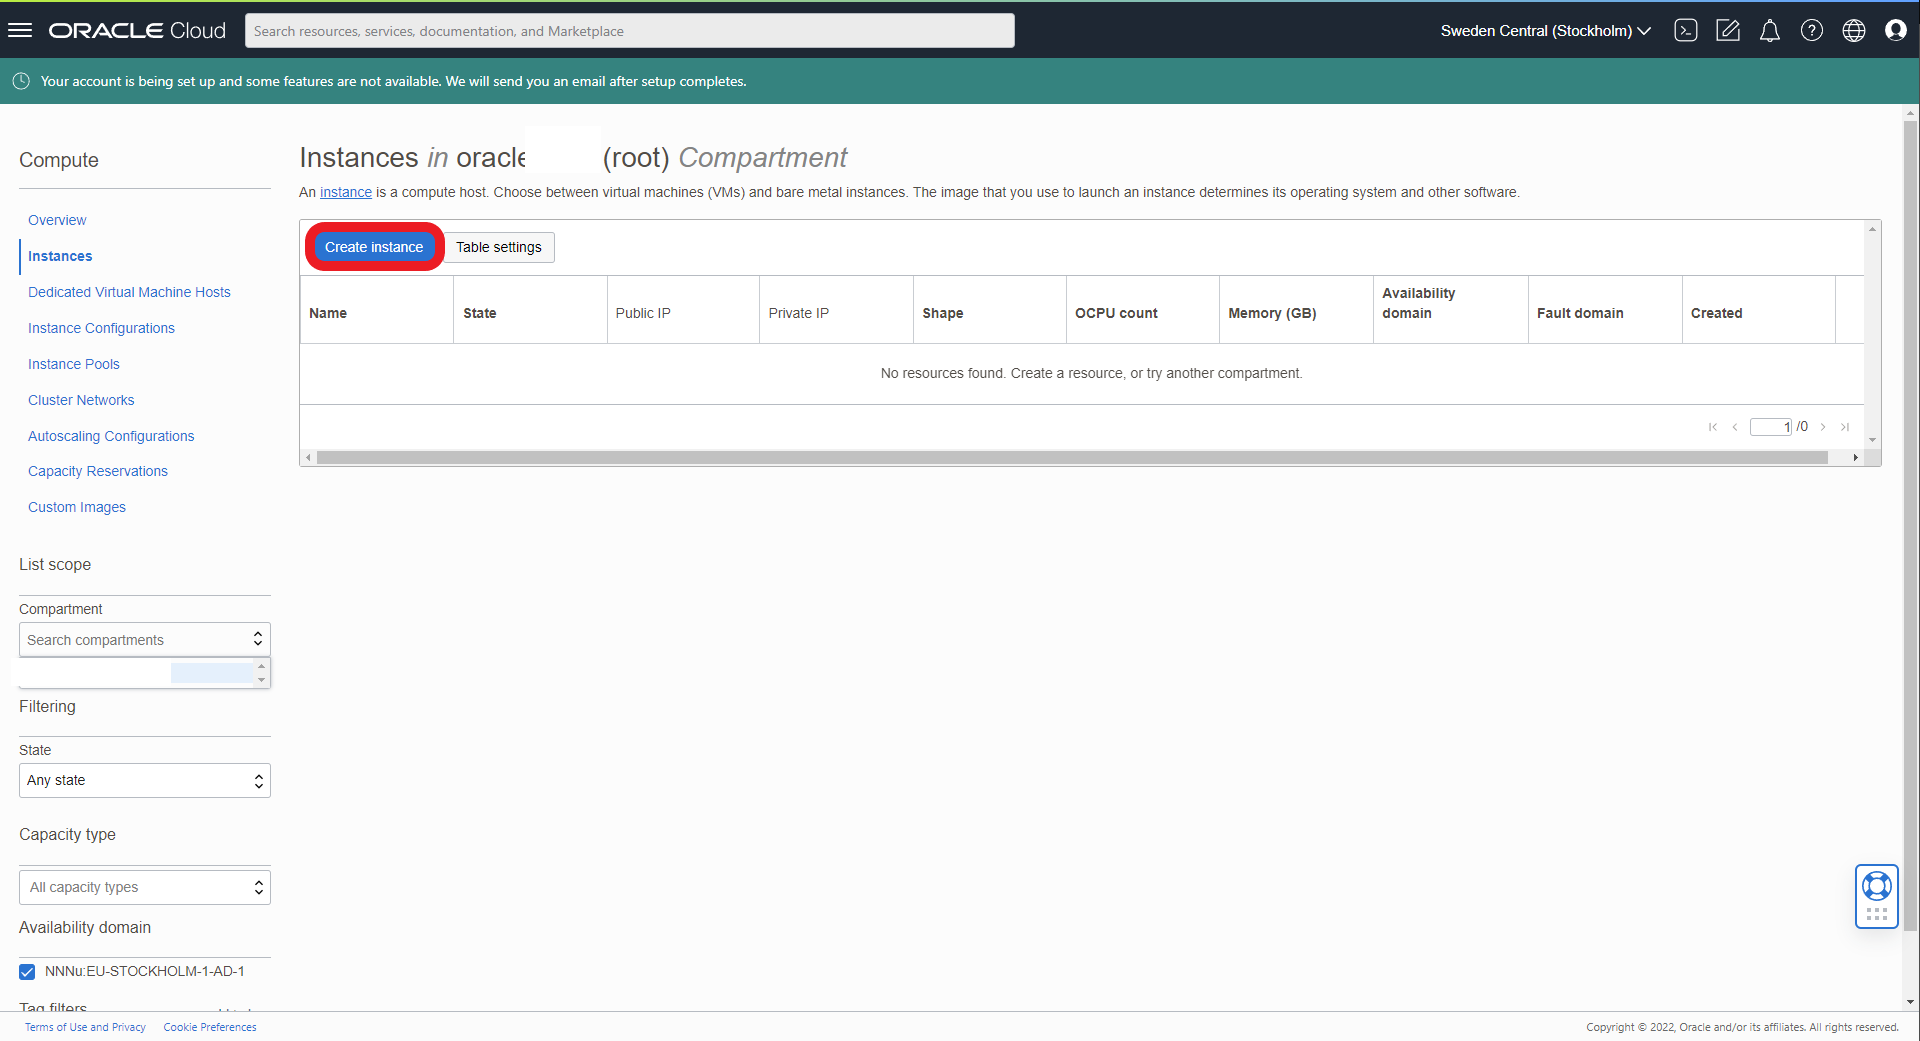 ORACLE Cloud
Search resources, services, documentation, and Marketplace
Sweden Central (Stockholm)
Your account is being set up and some features are not available. We will send you an email after setup completes.
Compute
Overview
Instances
Dedicated Virtual Machine Hosts
Instance Configurations
Instance Pools
Cluster Networks
Autoscaling Configurations
Capacity Reservations
Custom Images
List scope
Compartment
Search compartments
Filtering
State
Any state
Capacity type
All capacity types
Availability domain
NNNu:EU-STOCKHOLM-1-AD-1
Tag filters
Instances in oracle (root) Compartment
An instance is a compute host. Choose between virtual machines (VMs) and bare metal instances. The image that you use to launch an instance determines its operating system and other software.
Create instance
Table settings
Name
State
Public IP
Private IP
Shape
OCPU count
Memory (GB)
Availability
domain
Fault domain
Created
No resources found. Create a resource, or try another compartment.
1 /0
Terms of Use and Privacy
Cookie Preferences
Copyright © 2022, Oracle and/or its affiliates. All rights reserved.